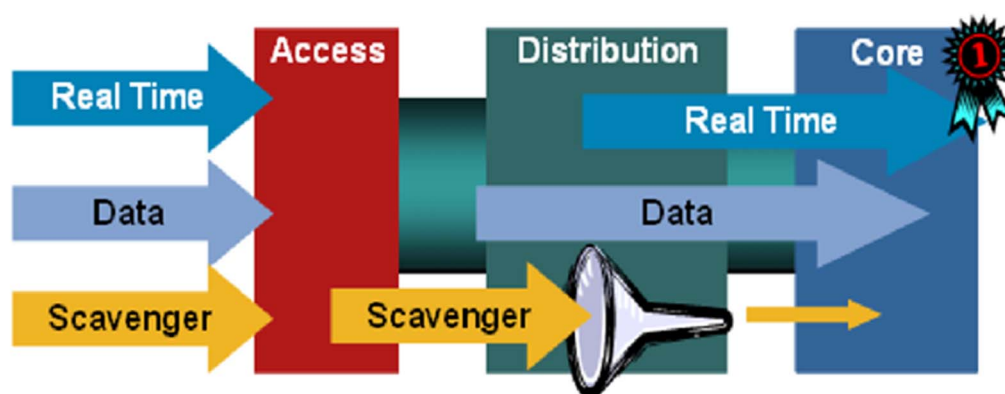 Access
Distribution
Core
1
Real Time
Real Time
Data
Data
Scavenger
Scavenger